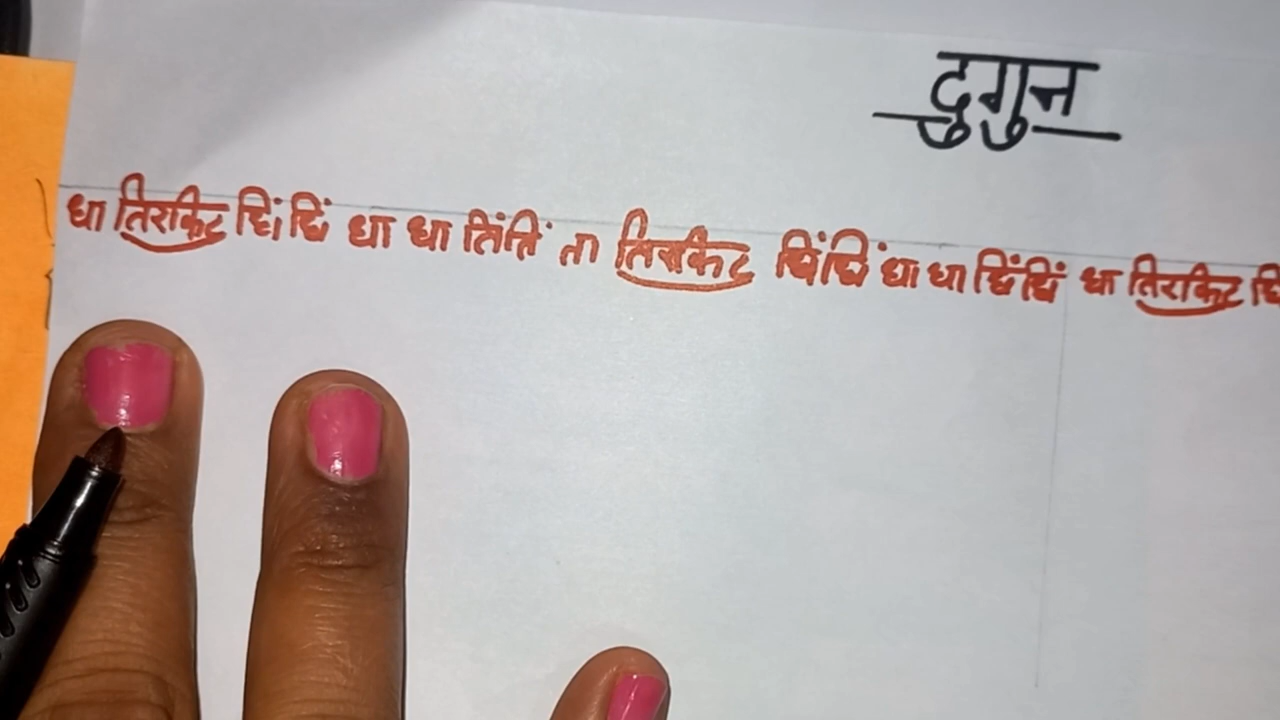 दुगुन
धा तिरकिट धिं धिं धा धा तिं तिं ता तिरकिट धिं धिं धा धा धिं धिं धा तिरकिट धि